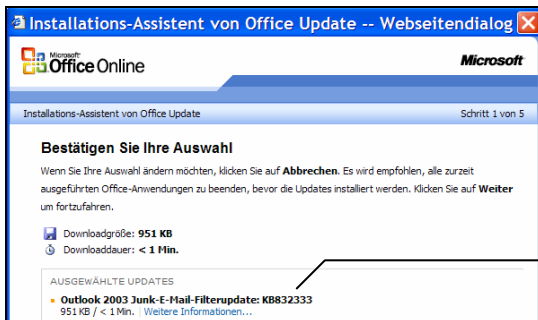 Installations-Assistent von Office Update -- Webseitendialog
Microsoft
Office Online
Microsoft
Installations-Assistent von Office Update
Schritt 1 von 5
Bestätigen Sie Ihre Auswahl
Wenn Sie Ihre Auswahl ändern möchten, klicken Sie auf Abbrechen. Es wird empfohlen, alle zurzeit
ausgeführten Office-Anwendungen zu beenden, bevor die Updates installiert werden. Klicken Sie auf Weiter
um fortzufahren.
Downloadgröße: 951 KB
Downloaddauer: < 1 Min.
AUSGEWÄHLTE UPDATES
Outlook 2003 Junk-E-Mail-Filterupdate: KB832333
951 KB / < 1 Min. | Weitere Informationen...